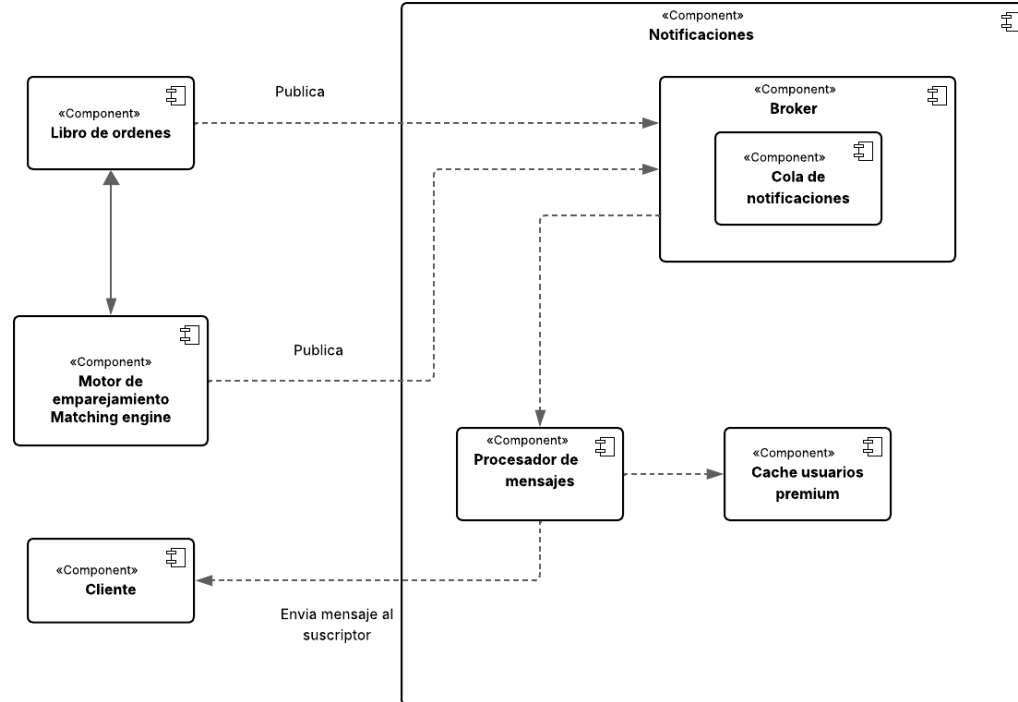 «Component»
Notificaciones
«Component»
Libro de ordenes
Publica
«Component»
Broker
«Component»
Cola de
notificaciones
«Component»
Motor de
emparejamiento
Matching engine
Publica
«Component»
Procesador de
mensajes
«Component»
Cache usuarios
premium
«Component»
Cliente
Envia mensaje al
suscriptor